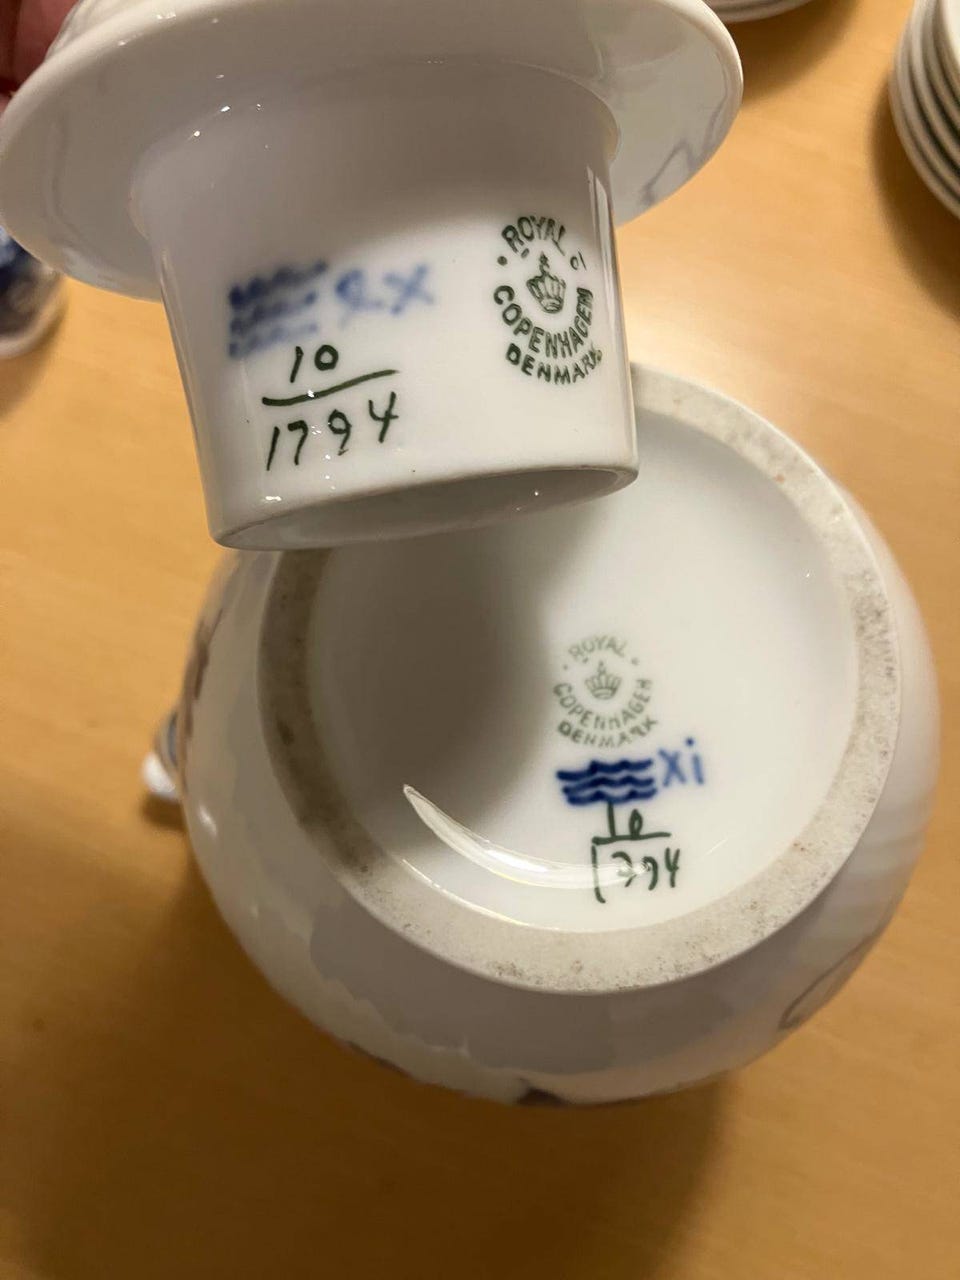 ROYAL
COPENHAGEN
DENMARK
10
1794
ROYAL
COPENHAGEN
DENMARK
xi
10
1794